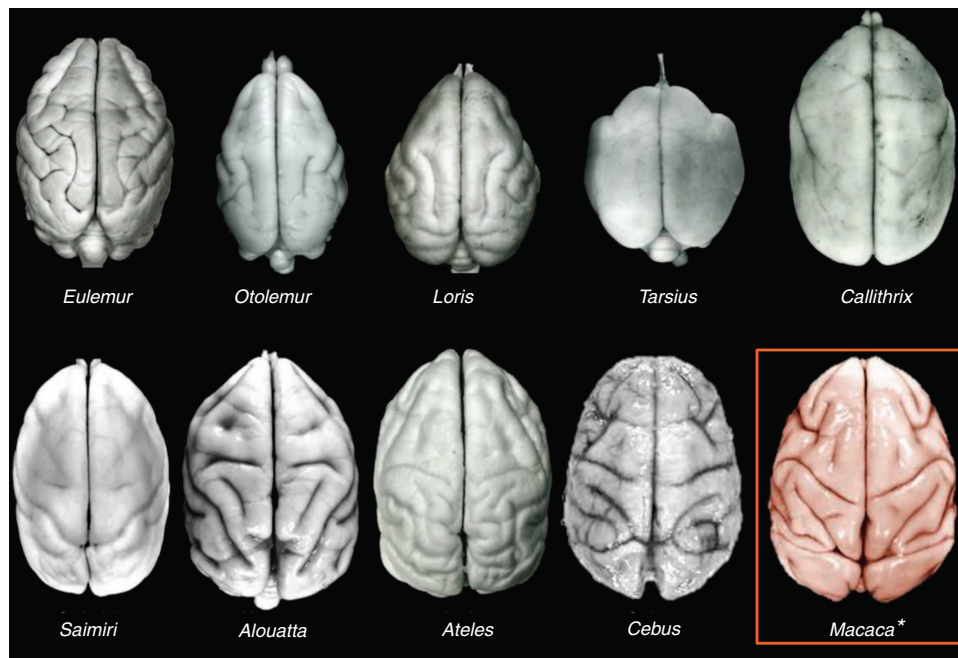 Eulemur
Otolemur
Loris
Tarsius
Callithrix
Saimiri
Alouatta
Ateles
Cebus
Macaca*